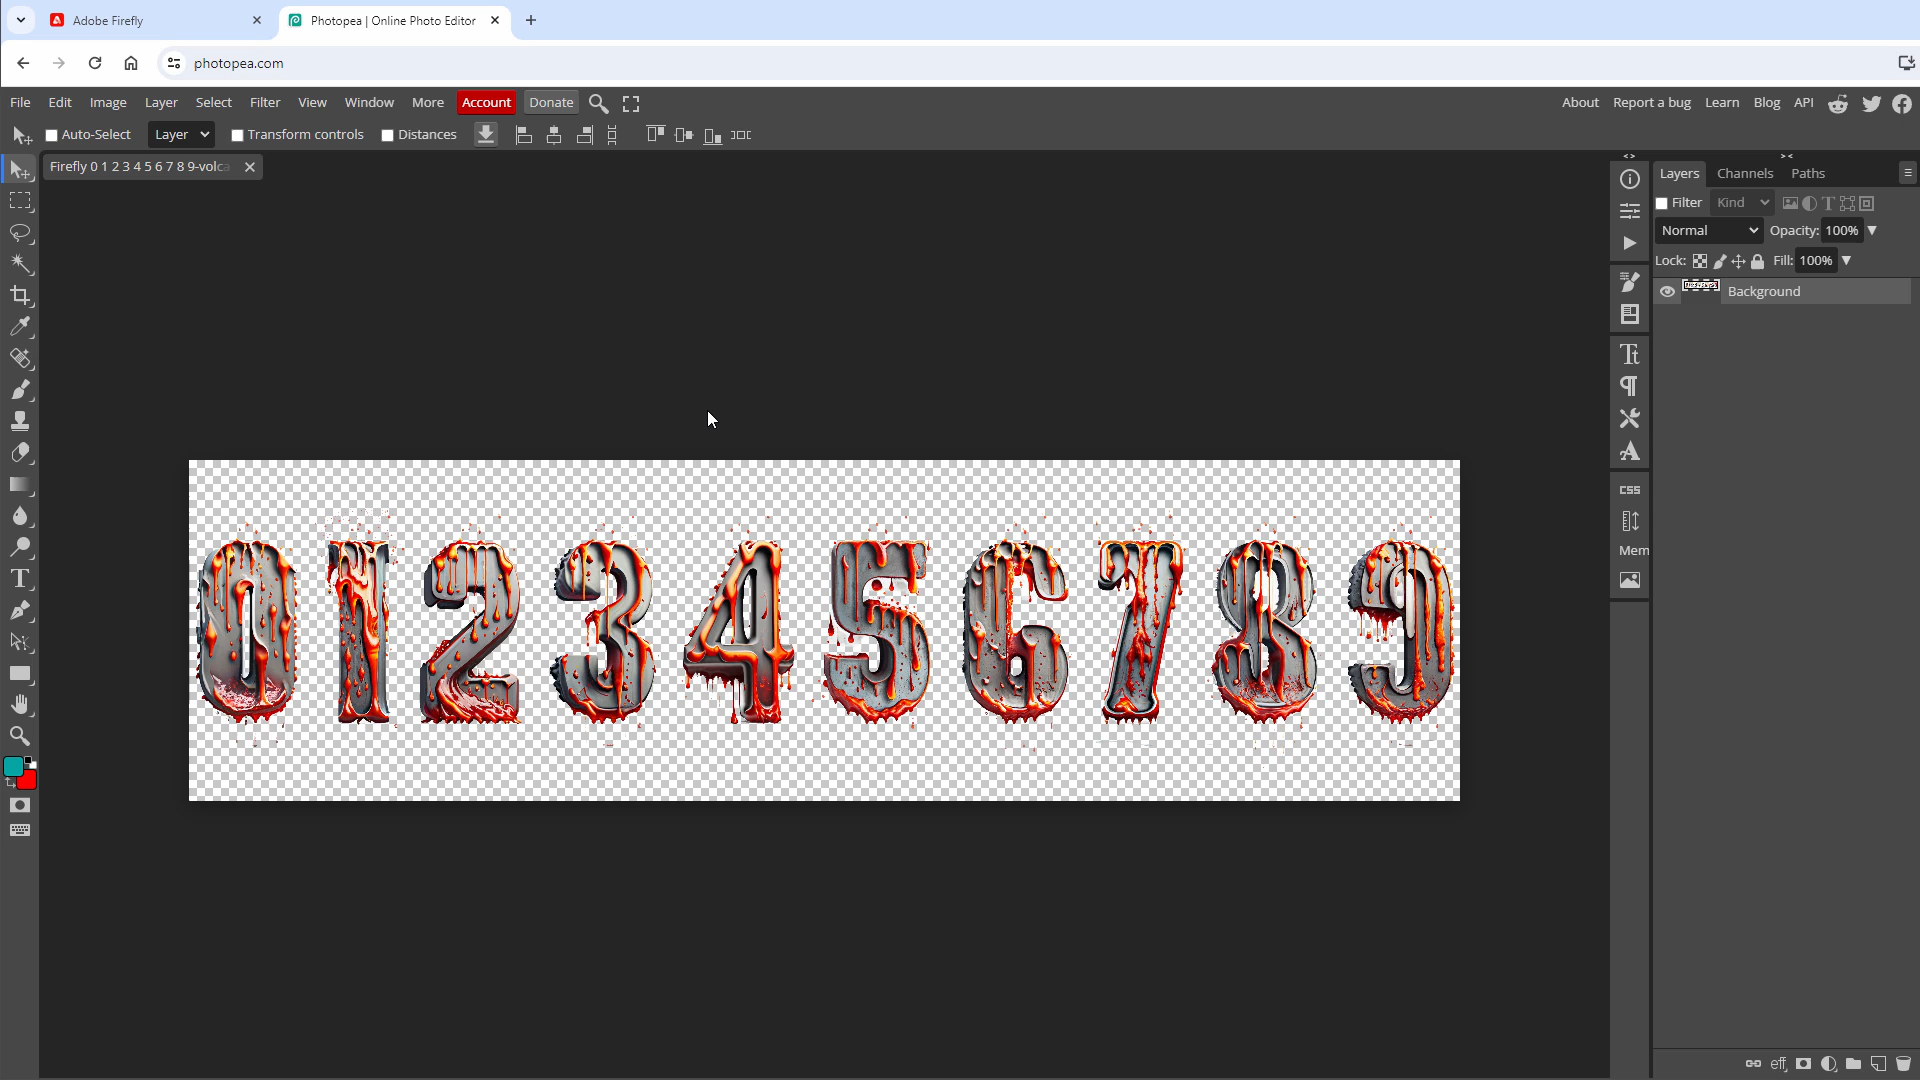 Adobe Firefly
Photopea | Online Photo Editor
photopea.com
File Edit Image Layer Select Filter View Window More Account Donate
About Report a bug Learn Blog API
Auto-Select Layer Transform controls Distances
Firefly 0 1 2 3 4 5 6 7 8 9-volca
Layers Channels Paths
Filter Kind
Normal Opacity: 100%
Lock: Fill: 100%
Background
CSS
Mem
0 1 2 3 4 5 6 7 8 9
eff